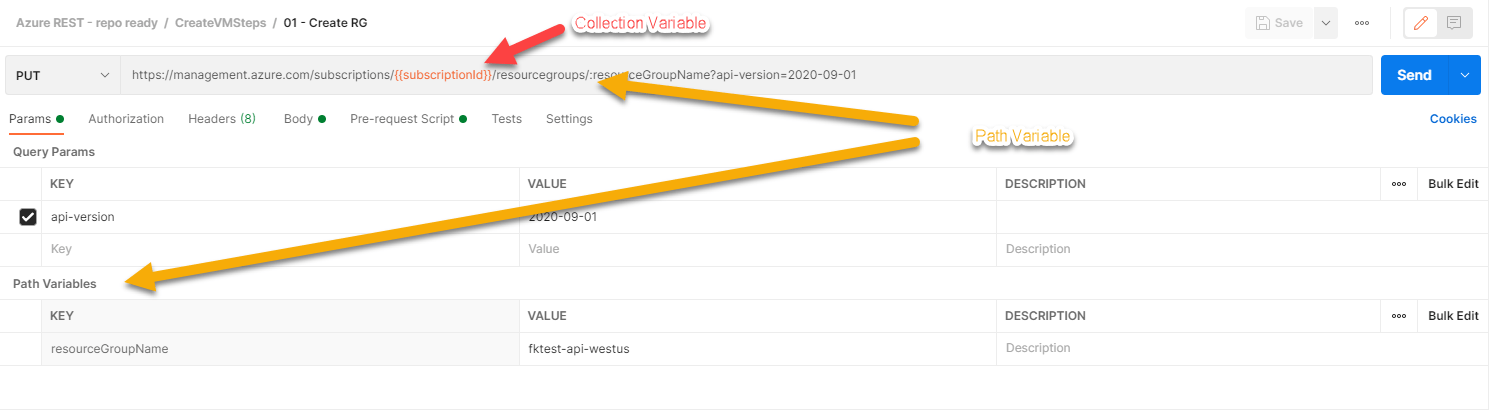 Azure REST - repo ready / CreateVMSteps / 01 - Create RG
Collection Variable
Save
PUT
https://management.azure.com/subscriptions/{{subscriptionId}}/resourcegroups/:resourceGroupName?api-version=2020-09-01
Send
Params Authorization Headers (8) Body Pre-request Script Tests Settings
Cookies
Path Variable
Query Params
KEY VALUE DESCRIPTION Bulk Edit
api-version 2020-09-01
Key Value Description
Path Variables
KEY VALUE DESCRIPTION Bulk Edit
resourceGroupName fktest-api-westus Description